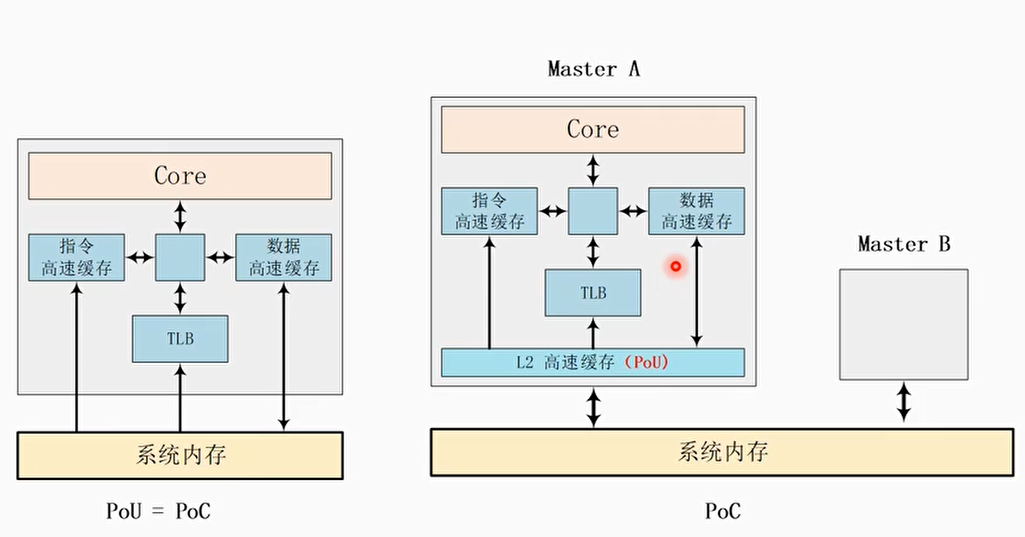 Core
指令
高速缓存
数据
高速缓存
TLB
系统内存
PoU = PoC
Master A
Core
指令
高速缓存
数据
高速缓存
TLB
L2 高速缓存 (PoU)
Master B
系统内存
PoC